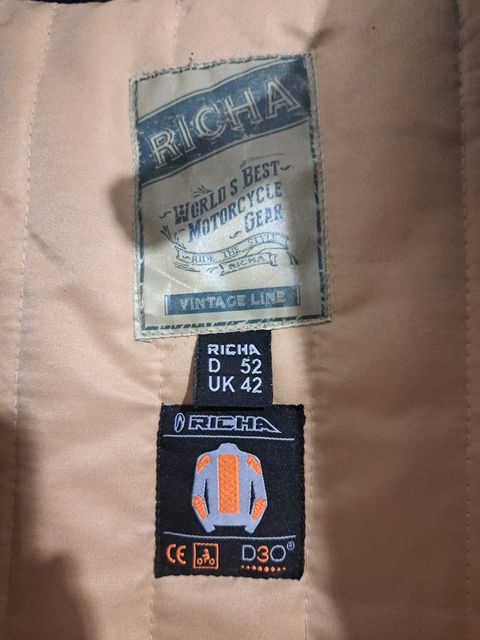 RICHA
WORLD'S BEST
MOTORCYCLE
GEAR
RIDE THE STYLE
RICHA
VINTAGE LINE
RICHA
D 52
UK 42
RICHA
CE D3O®